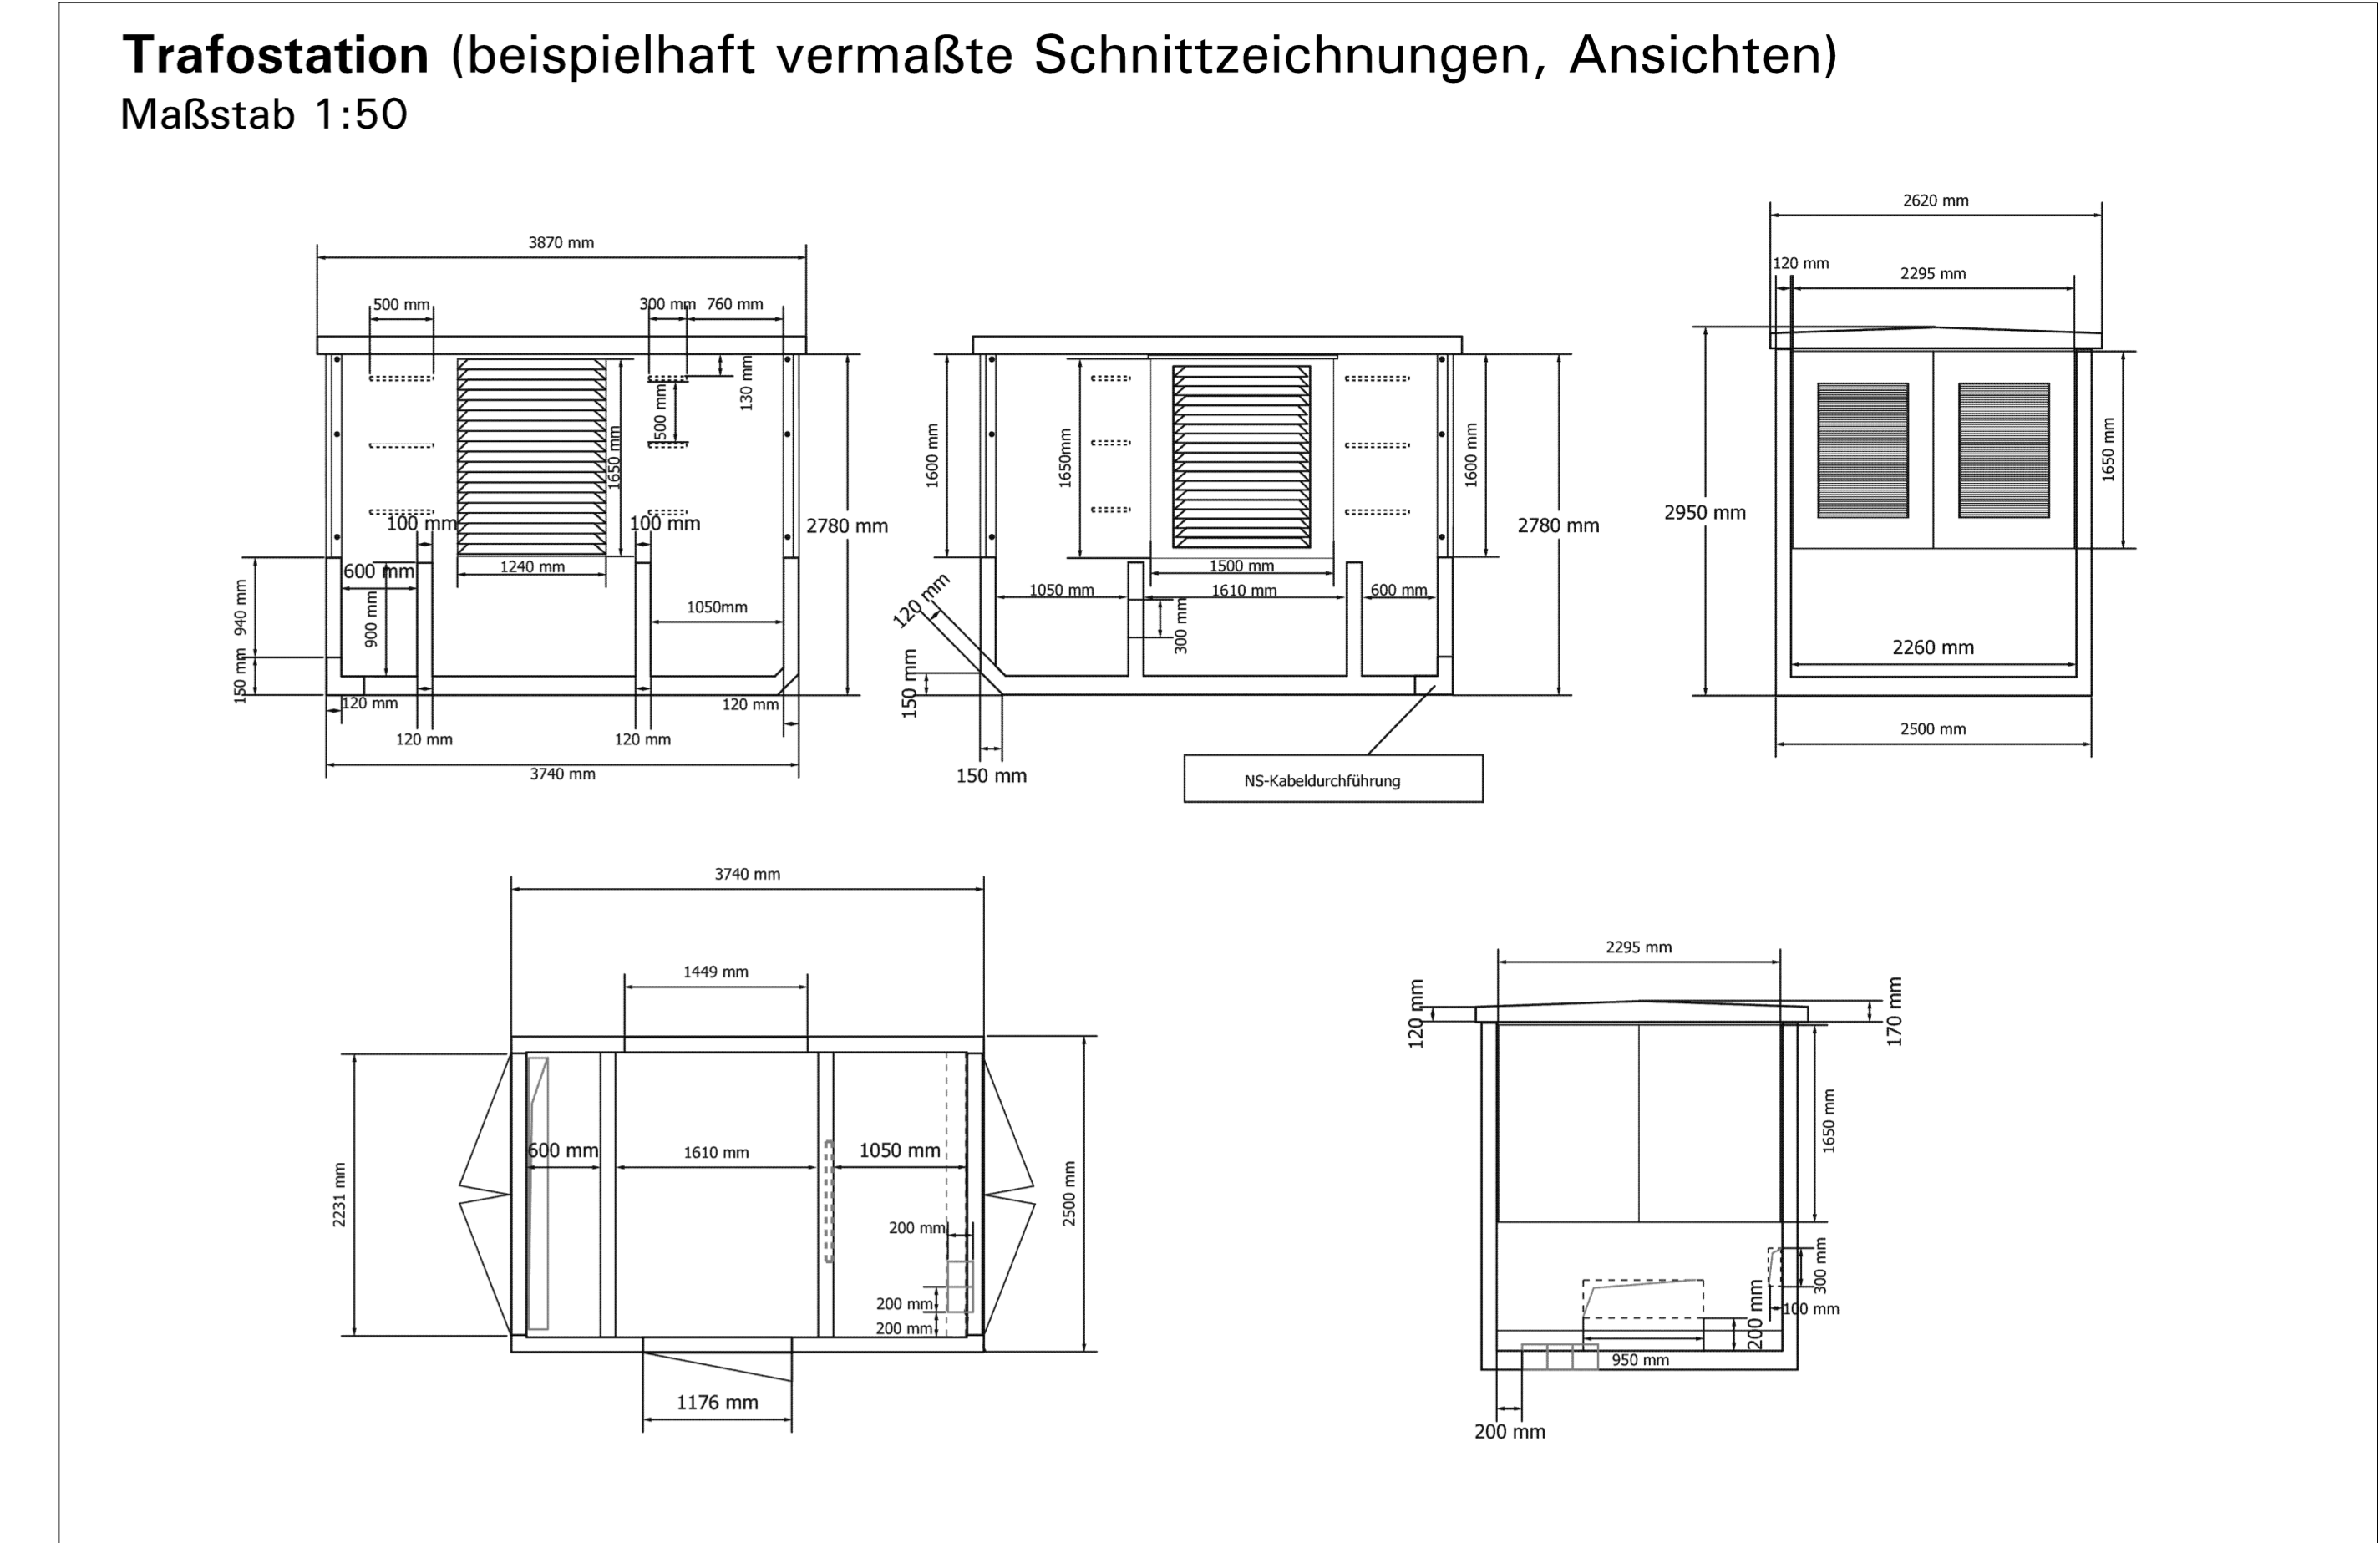 Trafostation (beispielhaft vermaßte Schnittzeichnungen, Ansichten)
Maßstab 1:50
3870 mm
500 mm
300 mm
760 mm
130 mm
500 mm
1650 mm
100 mm
100 mm
2780 mm
600 mm
1240 mm
940 mm
900 mm
1050mm
150 mm
120 mm
120 mm
120 mm
120 mm
3740 mm
1600 mm
1650mm
1600 mm
2780 mm
1500 mm
1050 mm
1610 mm
600 mm
120 mm
300 mm
150 mm
150 mm
NS-Kabeldurchführung
2620 mm
120 mm
2295 mm
1650 mm
2950 mm
2260 mm
2500 mm
3740 mm
1449 mm
600 mm
1610 mm
1050 mm
2231 mm
2500 mm
200 mm
200 mm
200 mm
1176 mm
2295 mm
120 mm
170 mm
1650 mm
300 mm
100 mm
200 mm
950 mm
200 mm